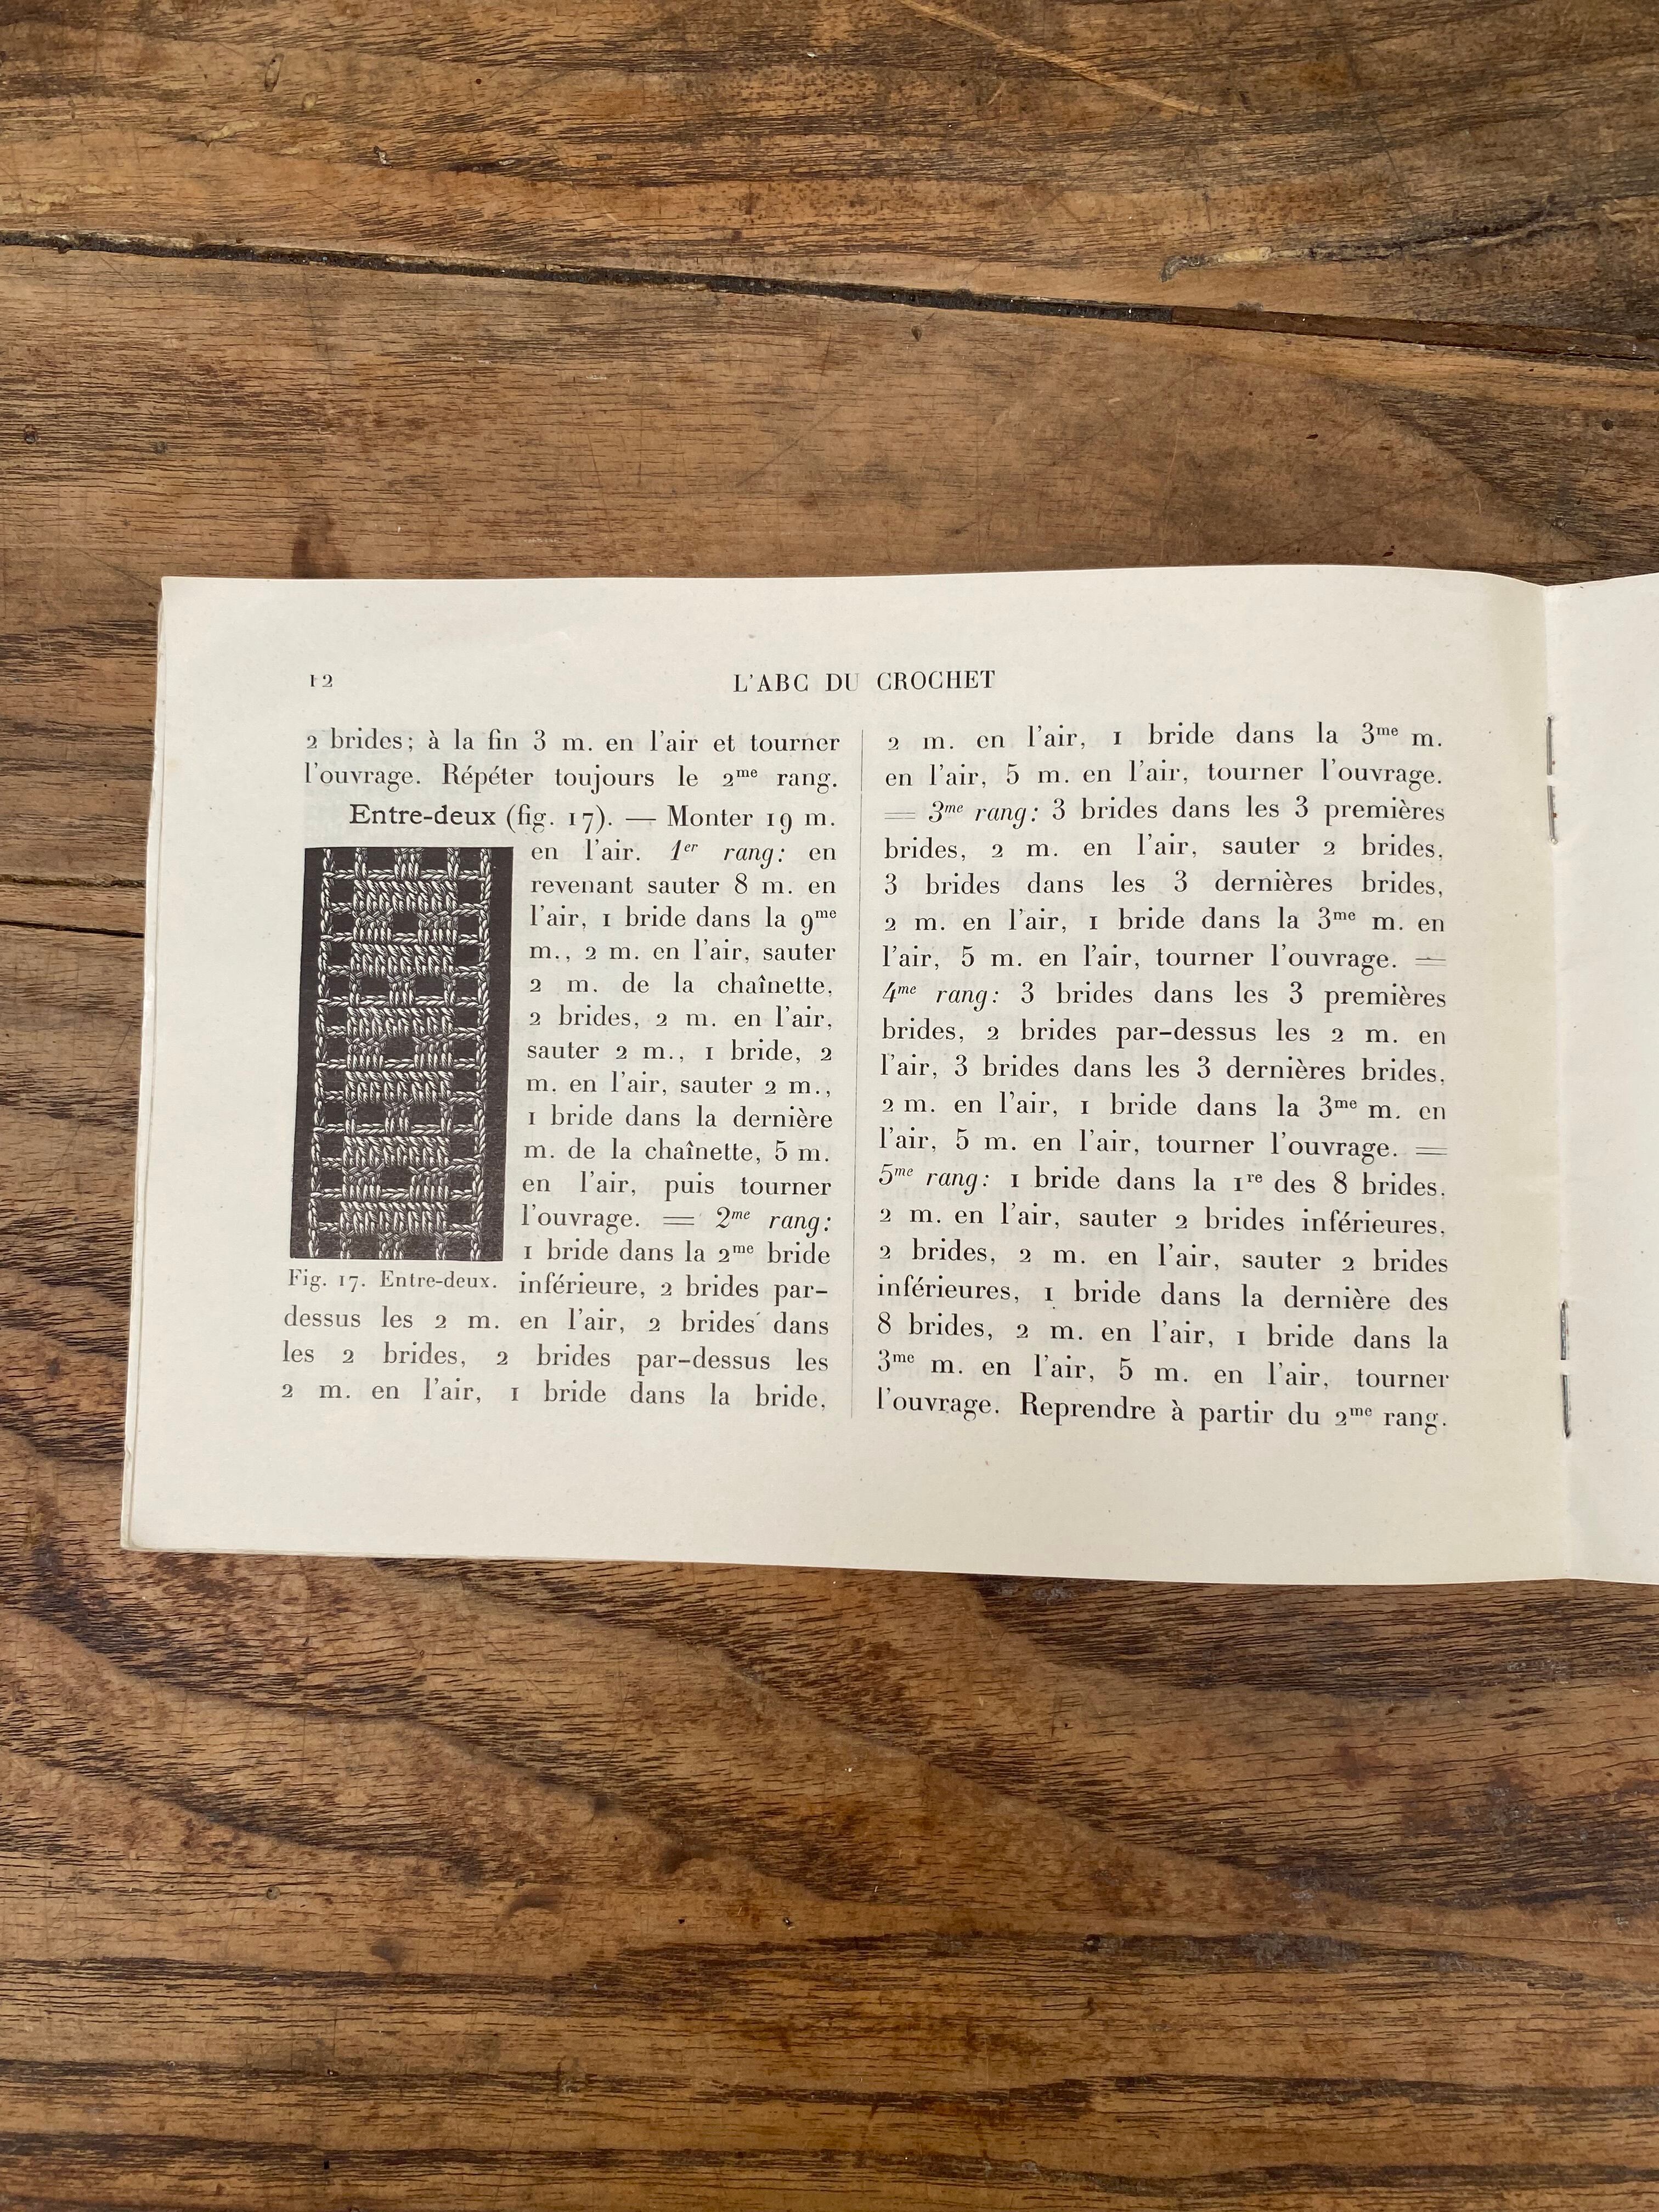 12
L'ABC DU CROCHET
2 brides; à la fin 3 m. en l'air et tourner
l'ouvrage. Répéter toujours le 2me rang.
Entre-deux (fig. 17). — Monter 19 m.
en l'air. 1er rang: en
revenant sauter 8 m. en
l'air, 1 bride dans la 9me
m., 2 m. en l'air, sauter
2 m. de la chaînette,
2 brides, 2 m. en l'air,
sauter 2 m., 1 bride, 2
m. en l'air, sauter 2 m.,
1 bride dans la dernière
m. de la chaînette, 5 m.
en l'air, puis tourner
l'ouvrage. = 2me rang:
1 bride dans la 2me bride
inférieure, 2 brides par-
Fig. 17. Entre-deux.
dessus les 2 m. en l'air, 2 brides dans
les 2 brides, 2 brides par-dessus les
2 m. en l'air, 1 bride dans la bride,
2 m. en l'air, 1 bride dans la 3me m.
en l'air, 5 m. en l'air, tourner l'ouvrage.
= 3me rang: 3 brides dans les 3 premières
brides, 2 m. en l'air, sauter 2 brides,
3 brides dans les 3 dernières brides,
2 m. en l'air, 1 bride dans la 3me m. en
l'air, 5 m. en l'air, tourner l'ouvrage. =
4me rang: 3 brides dans les 3 premières
brides, 2 brides par-dessus les 2 m. en
l'air, 3 brides dans les 3 dernières brides,
2 m. en l'air, 1 bride dans la 3me m. en
l'air, 5 m. en l'air, tourner l'ouvrage. =
5me rang: 1 bride dans la 1re des 8 brides,
2 m. en l'air, sauter 2 brides inférieures,
2 brides, 2 m. en l'air, sauter 2 brides
inférieures, 1 bride dans la dernière des
8 brides, 2 m. en l'air, 1 bride dans la
3me m. en l'air, 5 m. en l'air, tourner
l'ouvrage. Reprendre à partir du 2me rang.